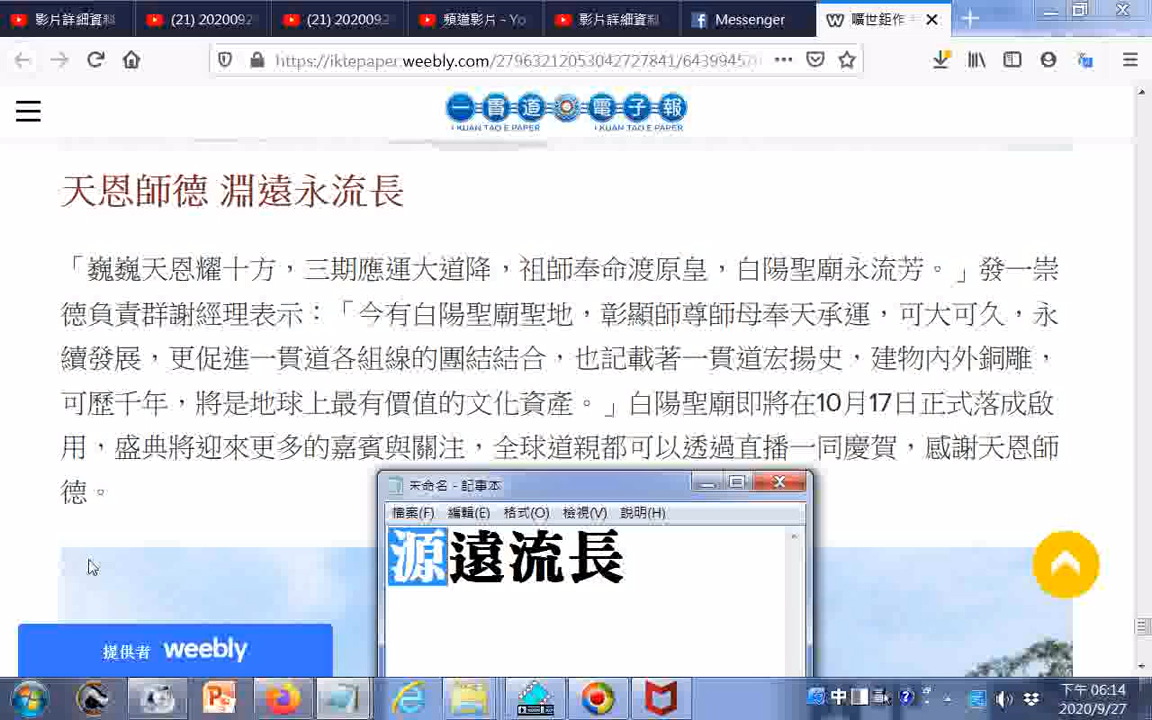 (21) 2020092
(21) 2020092
頻道影片 - Yo
影片詳細資料
Messenger
曠世鉅作
https://iktepaper.weebly.com/27963212053042727841/64399457
一貫道電子報
I KUAN TAO E PAPER I KUAN TAO E PAPER
天恩師德 淵遠永流長
「巍巍天恩耀十方，三期應運大道降，祖師奉命渡原皇，白陽聖廟永流芳。」發一崇
德負責群謝經理表示：「今有白陽聖廟聖地，彰顯師尊師母奉天承運，可大可久，永
續發展，更促進一貫道各組線的團結結合，也記載著一貫道宏揚史，建物內外銅雕，
可歷千年，將是地球上最有價值的文化資產。」白陽聖廟即將在10月17日正式落成啟
用，盛典將迎來更多的嘉賓與關注，全球道親都可以透過直播一同慶賀，感謝天恩師
德。
未命名 - 記事本
檔案(F) 編輯(E) 格式(O) 檢視(V) 說明(H)
源遠流長
提供者 weebly
中
下午 06:14
2020/9/27